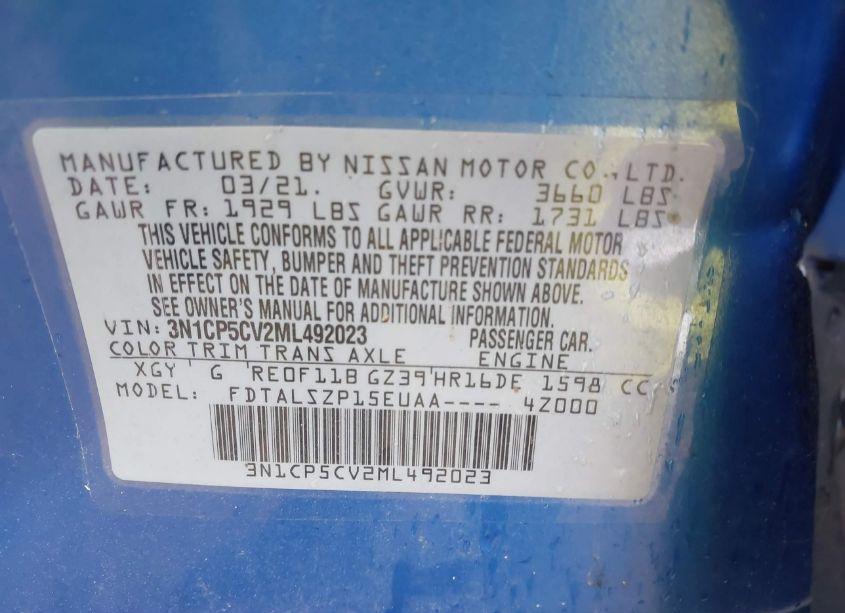 MANUFACTURED BY NISSAN MOTOR CO., LTD.
DATE: 03/21. GVWR: 3660 LBS
GAWR FR: 1929 LBS GAWR RR: 1731 LBS
THIS VEHICLE CONFORMS TO ALL APPLICABLE FEDERAL MOTOR
VEHICLE SAFETY, BUMPER AND THEFT PREVENTION STANDARDS
IN EFFECT ON THE DATE OF MANUFACTURE SHOWN ABOVE.
SEE OWNER'S MANUAL FOR ADDITIONAL INFORMATION.
VIN: 3N1CP5CV2ML492023 PASSENGER CAR.
COLOR TRIM TRANS AXLE ENGINE
XGY G RE0F11B GZ39 HR16DE 1598 CC
MODEL: FDTALSZP15EUAA---- 4Z000
3N1CP5CV2ML492023